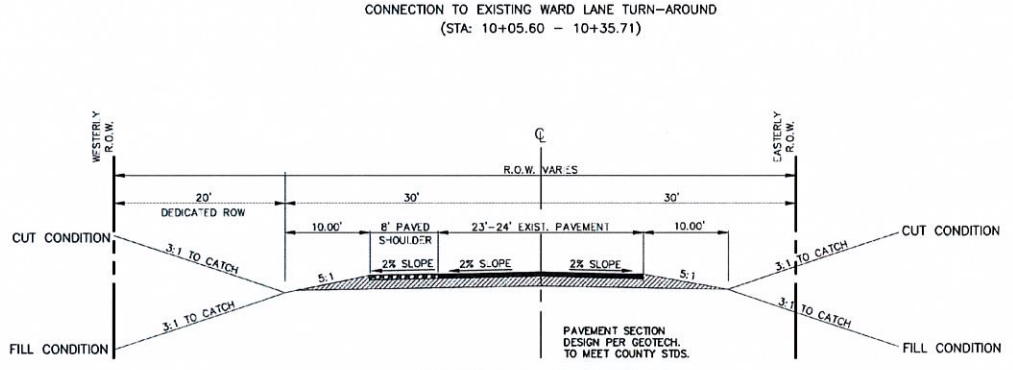 CONNECTION TO EXISTING WARD LANE TURN-AROUND
(STA: 10+05.60 - 10+35.71)
WESTERLY
R.O.W.
℄
EASTERLY
R.O.W.
R.O.W. VARIES
20'
30'
30'
DEDICATED ROW
10.00'
8' PAVED
SHOULDER
23'-24' EXIST. PAVEMENT
10.00'
CUT CONDITION
CUT CONDITION
3:1 TO CATCH
5:1
2% SLOPE
2% SLOPE
2% SLOPE
5:1
3:1 TO CATCH
3:1 TO CATCH
3:1 TO CATCH
FILL CONDITION
FILL CONDITION
PAVEMENT SECTION
DESIGN PER GEOTECH.
TO MEET COUNTY STDS.